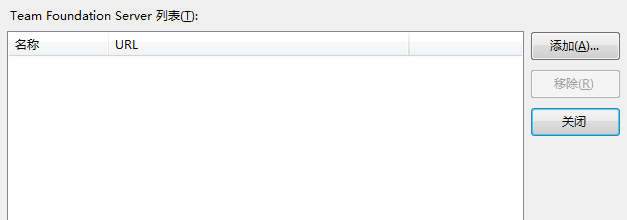 Team Foundation Server 列表(T):
名称 URL
添加(A)...
移除(R)
关闭